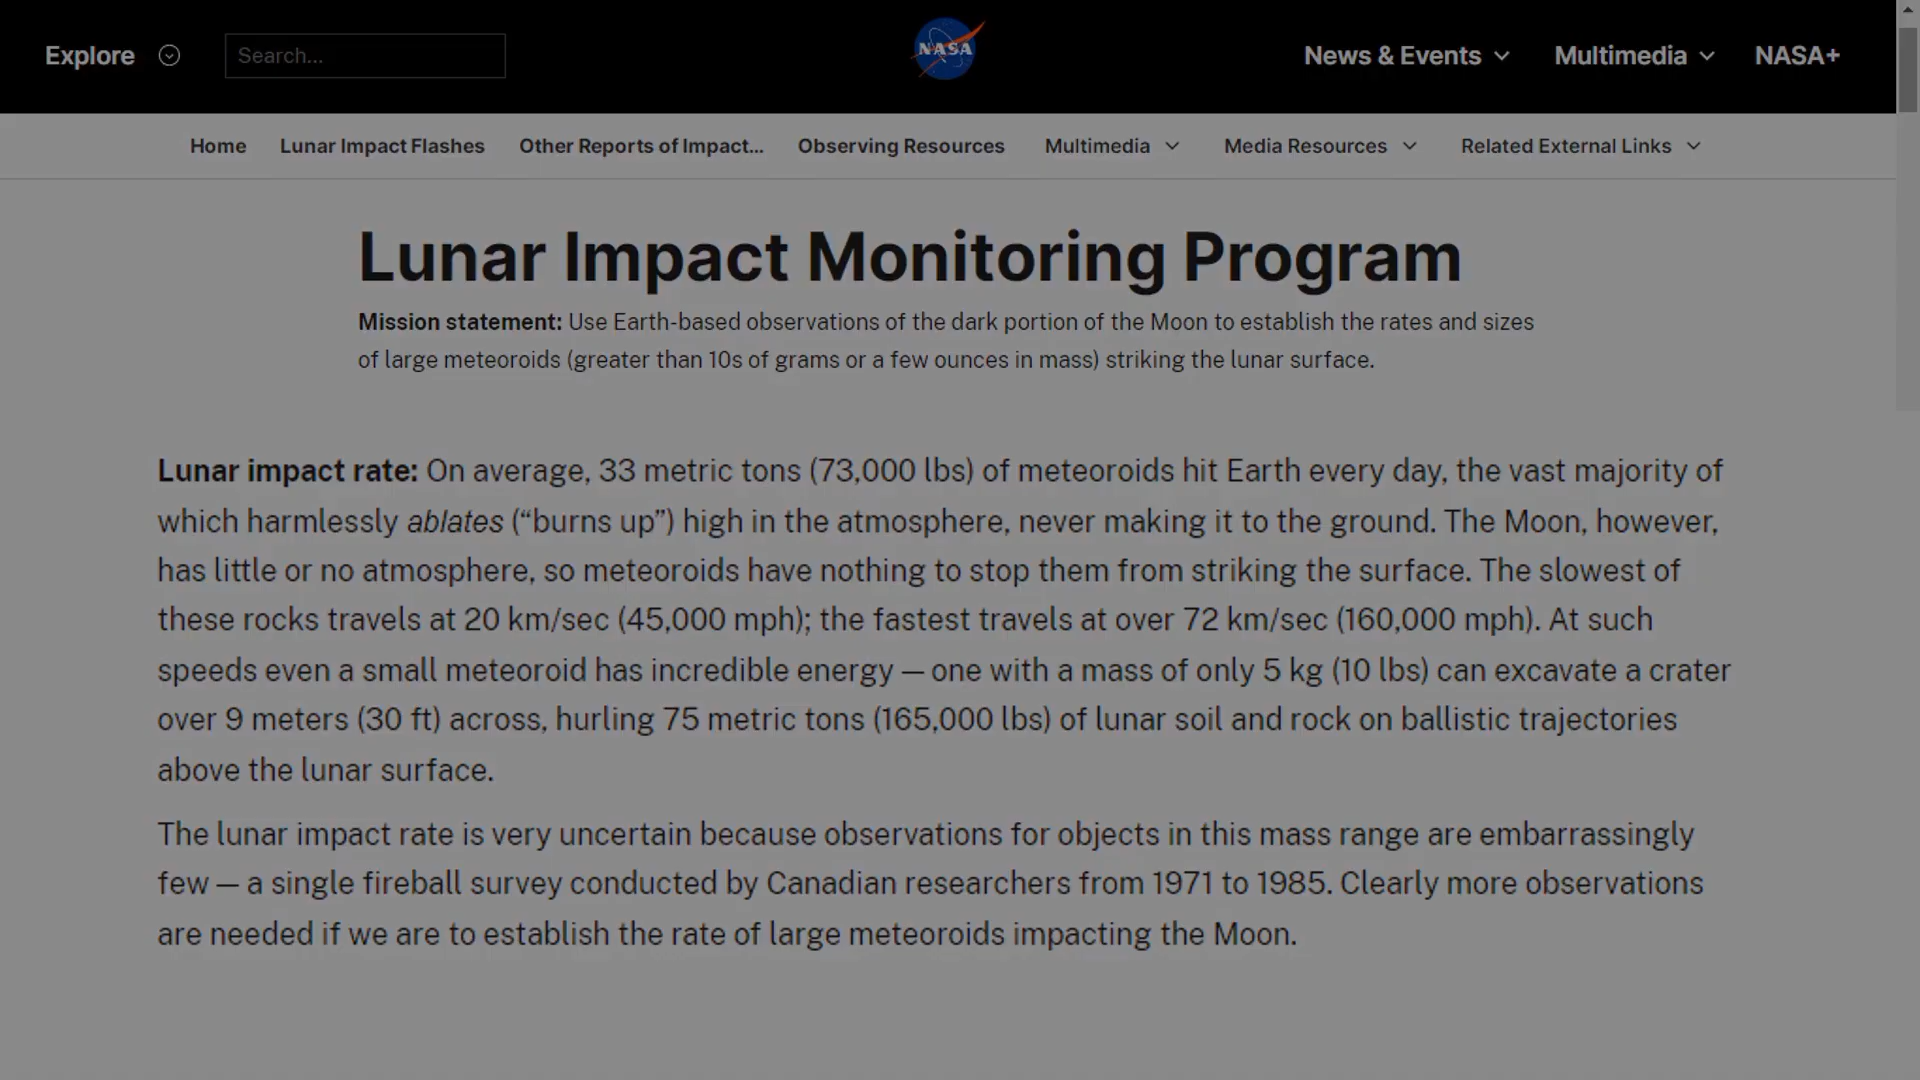 Explore
Search...
NASA
News & Events
Multimedia
NASA+
Home
Lunar Impact Flashes
Other Reports of Impact...
Observing Resources
Multimedia
Media Resources
Related External Links
Lunar Impact Monitoring Program
Mission statement: Use Earth-based observations of the dark portion of the Moon to establish the rates and sizes
of large meteoroids (greater than 10s of grams or a few ounces in mass) striking the lunar surface.
Lunar impact rate: On average, 33 metric tons (73,000 lbs) of meteoroids hit Earth every day, the vast majority of
which harmlessly ablates (“burns up”) high in the atmosphere, never making it to the ground. The Moon, however,
has little or no atmosphere, so meteoroids have nothing to stop them from striking the surface. The slowest of
these rocks travels at 20 km/sec (45,000 mph); the fastest travels at over 72 km/sec (160,000 mph). At such
speeds even a small meteoroid has incredible energy — one with a mass of only 5 kg (10 lbs) can excavate a crater
over 9 meters (30 ft) across, hurling 75 metric tons (165,000 lbs) of lunar soil and rock on ballistic trajectories
above the lunar surface.
The lunar impact rate is very uncertain because observations for objects in this mass range are embarrassingly
few — a single fireball survey conducted by Canadian researchers from 1971 to 1985. Clearly more observations
are needed if we are to establish the rate of large meteoroids impacting the Moon.